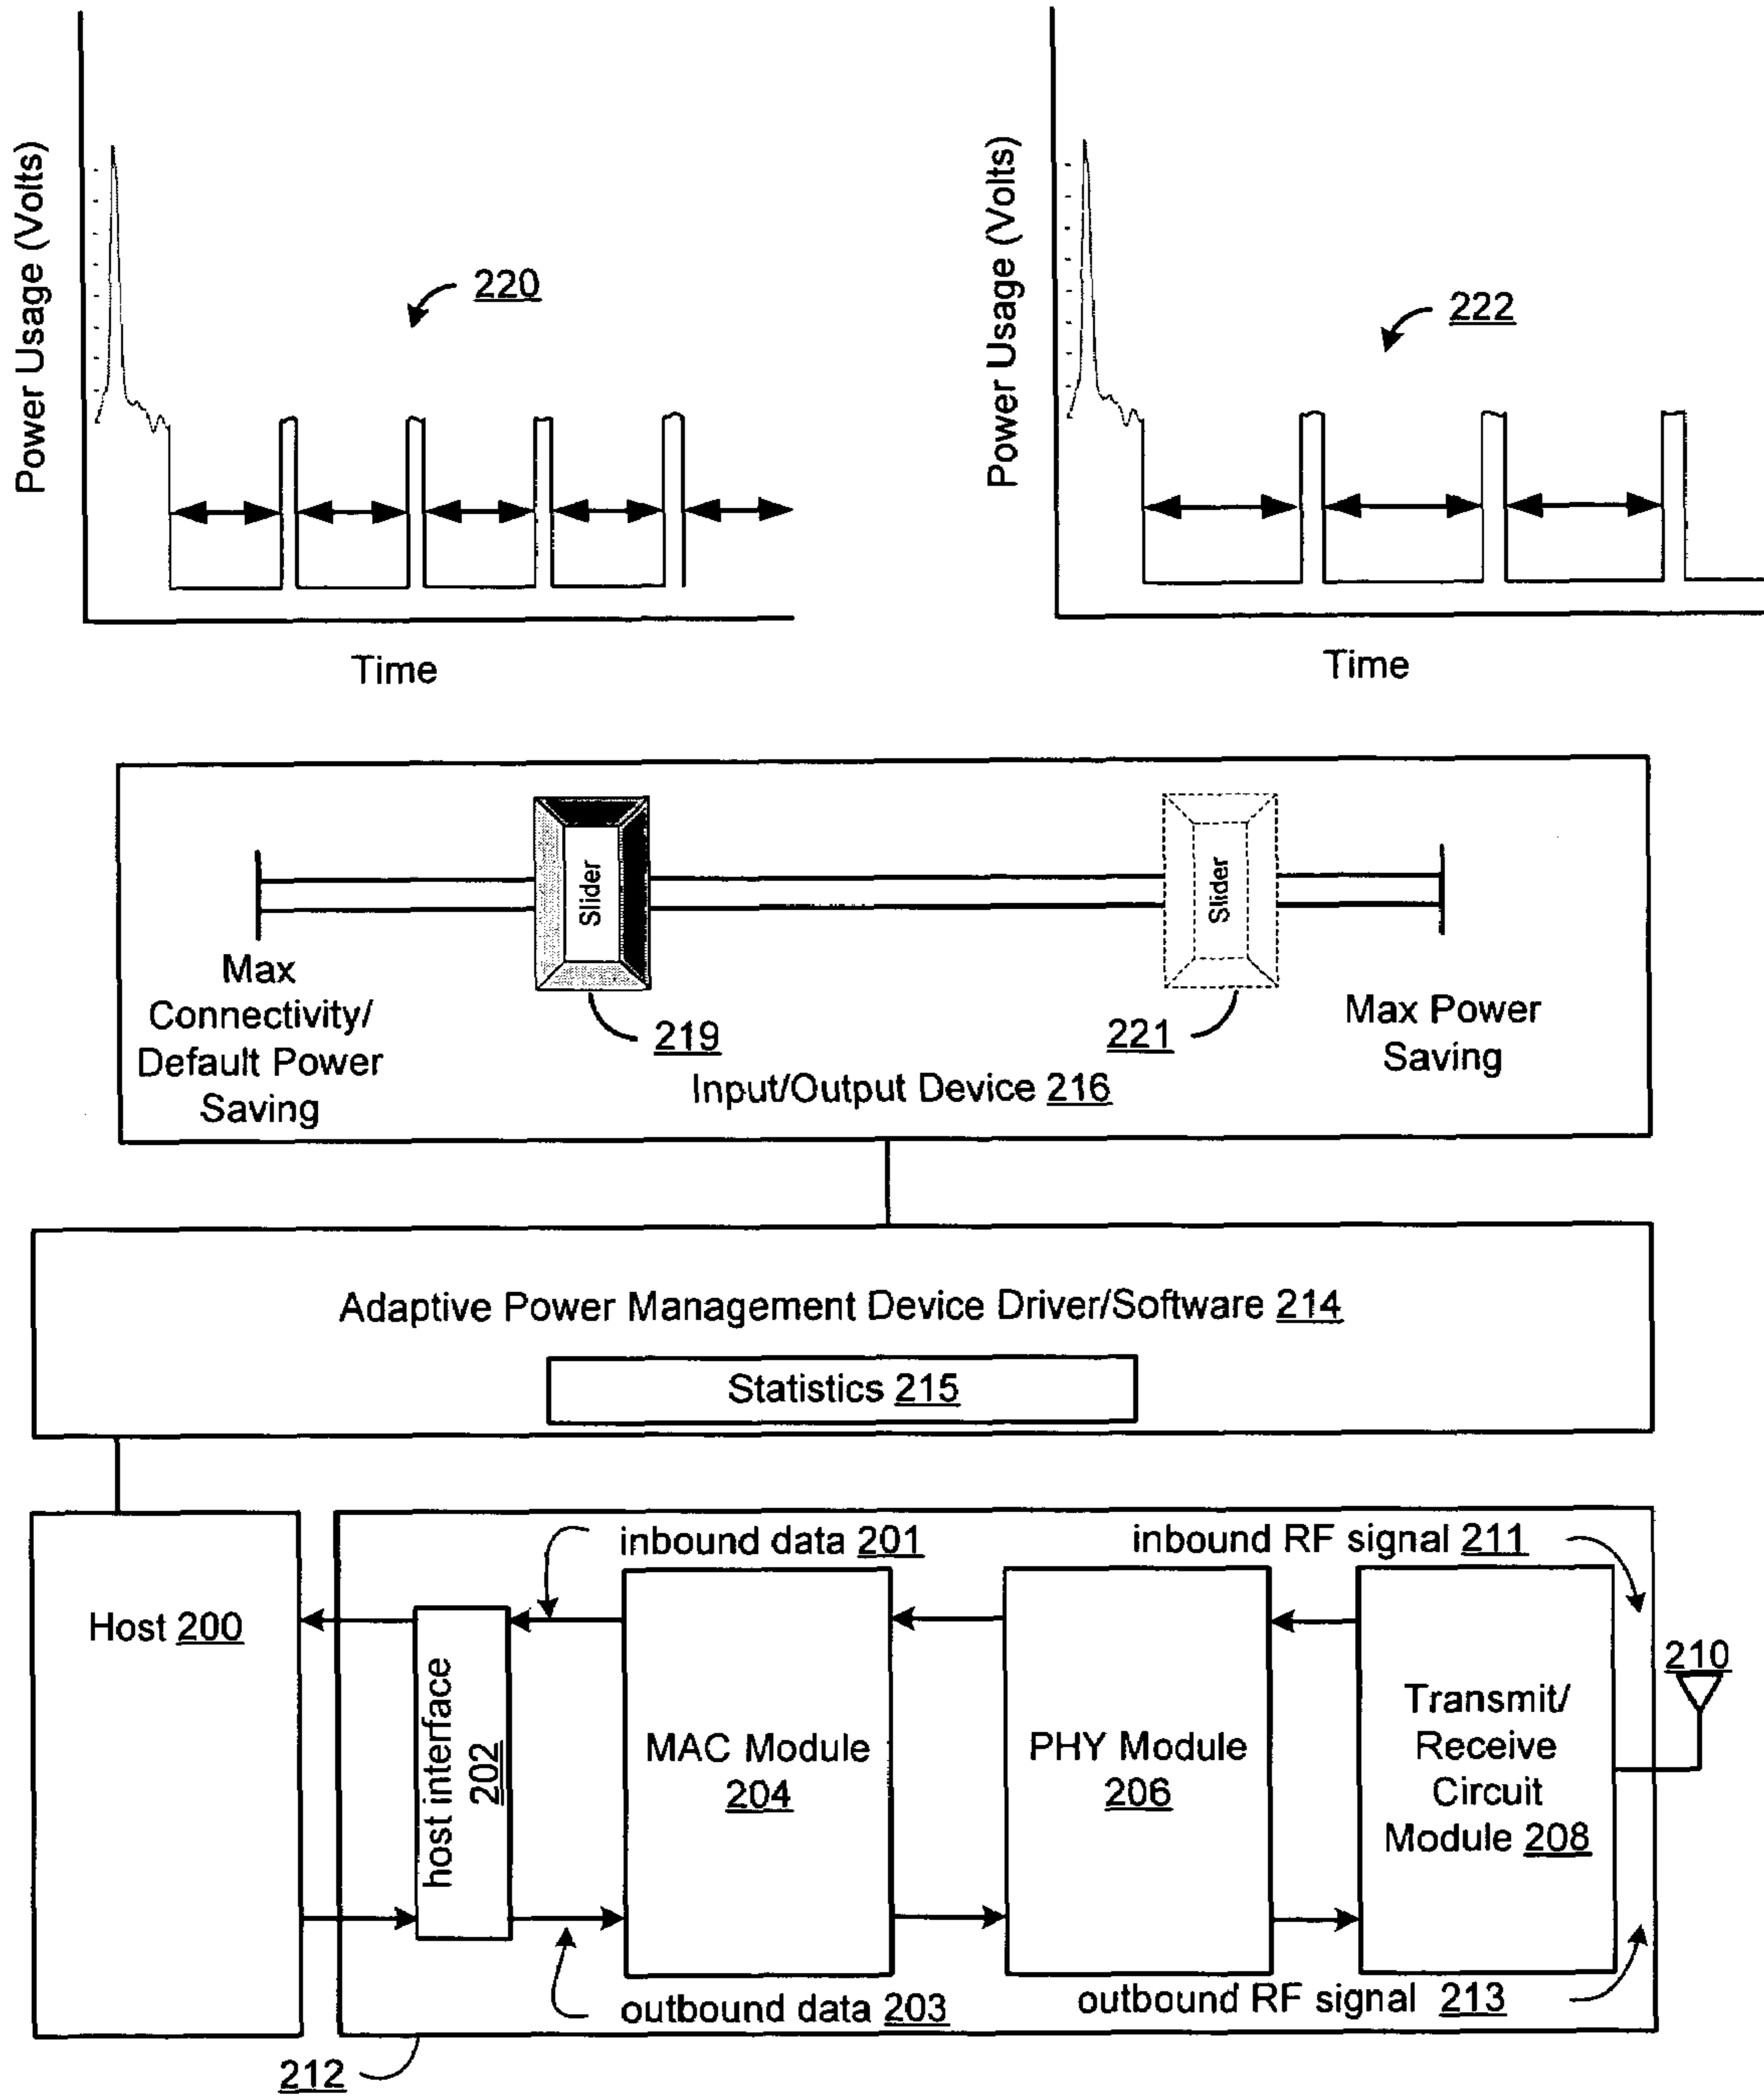 Power Usage (Volts)
220
Time
Power Usage (Volts)
222
Time
Slider
Slider
Max
Connectivity/
Default Power
Saving
219
221
Max Power
Saving
Input/Output Device 216
Adaptive Power Management Device Driver/Software 214
Statistics 215
inbound data 201
inbound RF signal 211
Host 200
host interface
202
MAC Module
204
PHY Module
206
Transmit/
Receive
Circuit
Module 208
210
outbound data 203
outbound RF signal 213
212